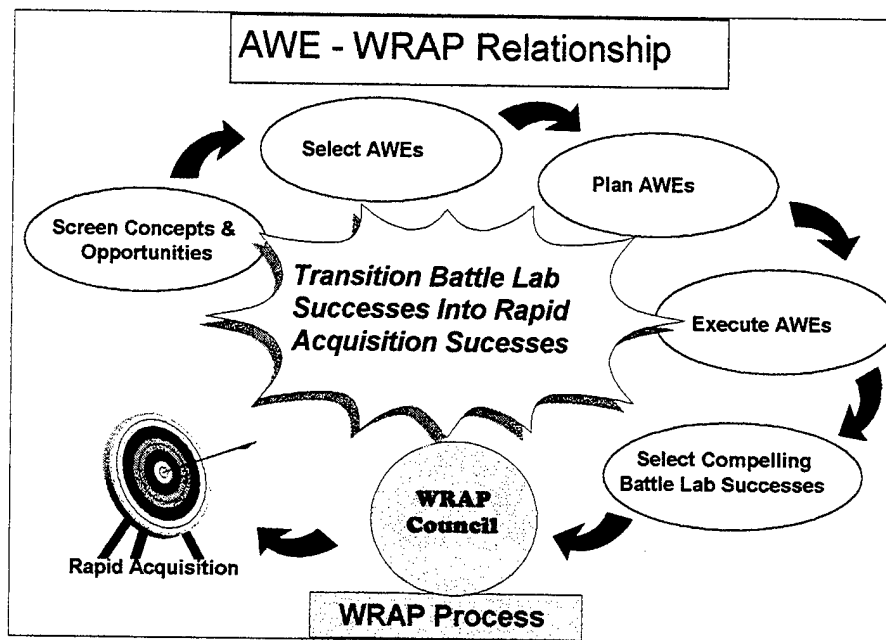 AWE - WRAP Relationship
Select AWEs
Plan AWEs
Screen Concepts &
Opportunities
Transition Battle Lab
Successes Into Rapid
Acquisition Sucesses
Execute AWEs
Select Compelling
Battle Lab Successes
WRAP
Council
Rapid Acquisition
WRAP Process